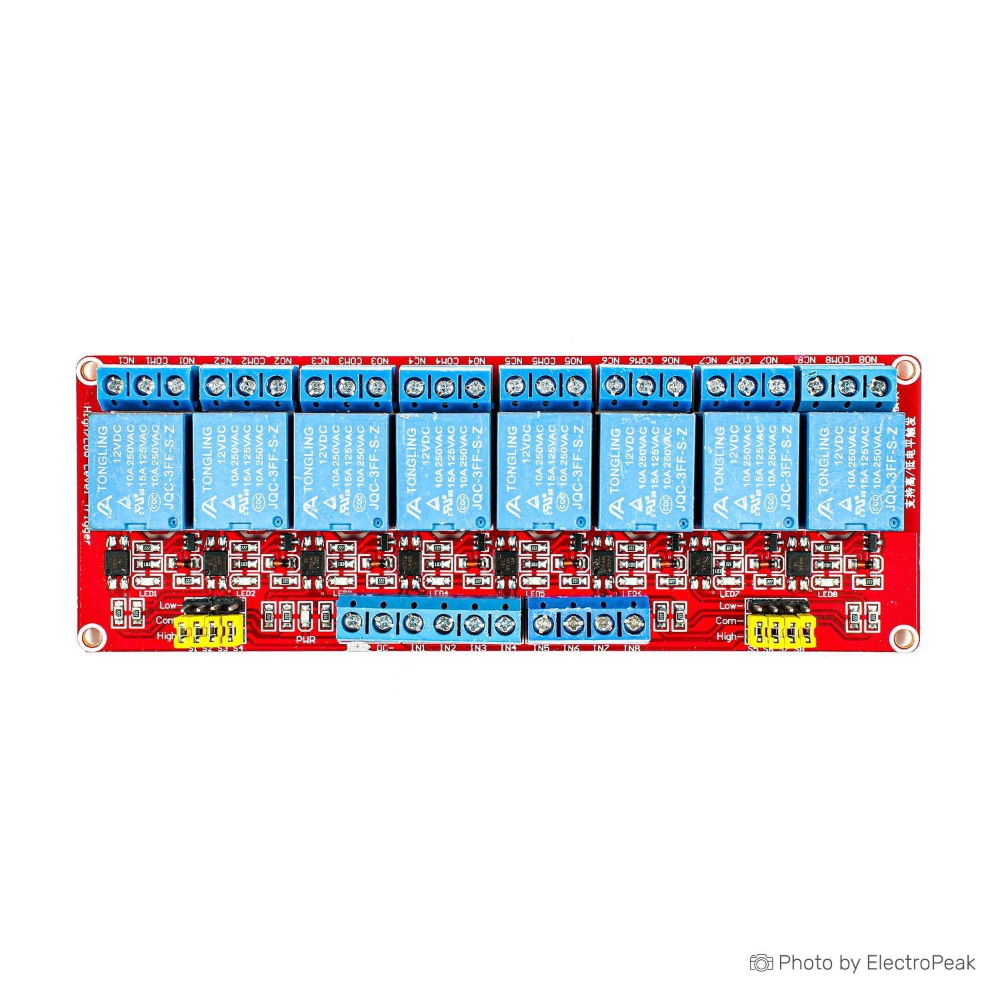 NC1 COM1 NO1 NC2 COM2 NO2 NC3 COM3 NO3 NC4 COM4 NO4 NC5 COM5 NO5 NC6 COM6 NO6 NC7 COM7 NO7 NC8 COM8 NO8
High/Low Level Trigger
TONGLING
12VDC
10A 250VAC
15A 125VAC
10A 250VAC
JQC-3FF-S-Z
TONGLING
12VDC
10A 250VAC
15A 125VAC
10A 250VAC
JQC-3FF-S-Z
TONGLING
12VDC
10A 250VAC
15A 125VAC
10A 250VAC
JQC-3FF-S-Z
TONGLING
12VDC
10A 250VAC
15A 125VAC
10A 250VAC
JQC-3FF-S-Z
TONGLING
12VDC
10A 250VAC
15A 125VAC
10A 250VAC
JQC-3FF-S-Z
TONGLING
12VDC
10A 250VAC
15A 125VAC
10A 250VAC
JQC-3FF-S-Z
TONGLING
12VDC
10A 250VAC
15A 125VAC
10A 250VAC
JQC-3FF-S-Z
TONGLING
12VDC
10A 250VAC
15A 125VAC
10A 250VAC
JQC-3FF-S-Z
支持高/低电平触发
LED1 LED2 LED3 LED4 LED5 LED6 LED7 LED8
Low-
Com-
High-
S1 S2 S3 S4
PWR
DC- IN1 IN2 IN3 IN4 IN5 IN6 IN7 IN8
Low-
Com-
High-
S5 S6 S7 S8
Photo by ElectroPeak